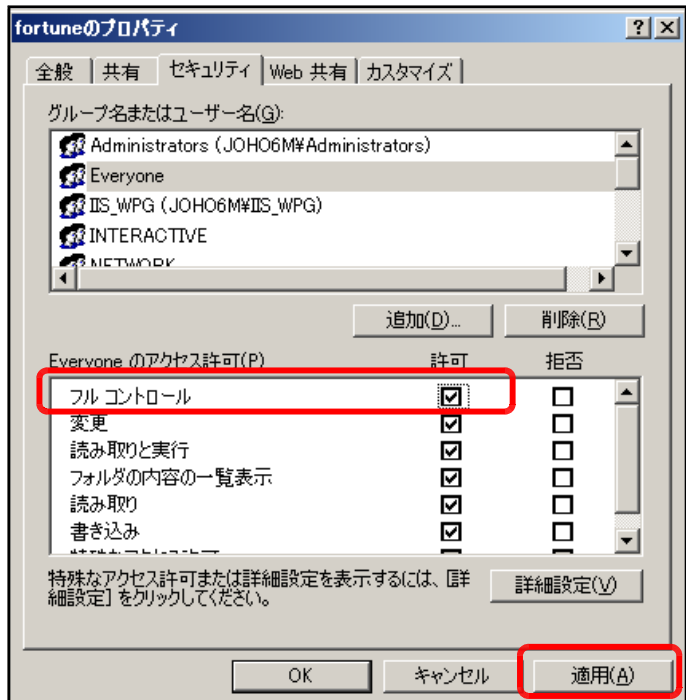 fortuneのプロパティ
全般 共有 セキュリティ Web 共有 カスタマイズ
グループ名またはユーザー名(G):
Administrators (JOHO6M¥Administrators)
Everyone
IIS_WPG (JOHO6M¥IIS_WPG)
INTERACTIVE
NETWORK
追加(D)... 削除(R)
Everyone のアクセス許可(P) 許可 拒否
フル コントロール
変更
読み取りと実行
フォルダの内容の一覧表示
読み取り
書き込み
特殊なアクセス許可または詳細設定を表示するには、[詳
細設定] をクリックしてください。
詳細設定(V)
OK キャンセル 適用(A)